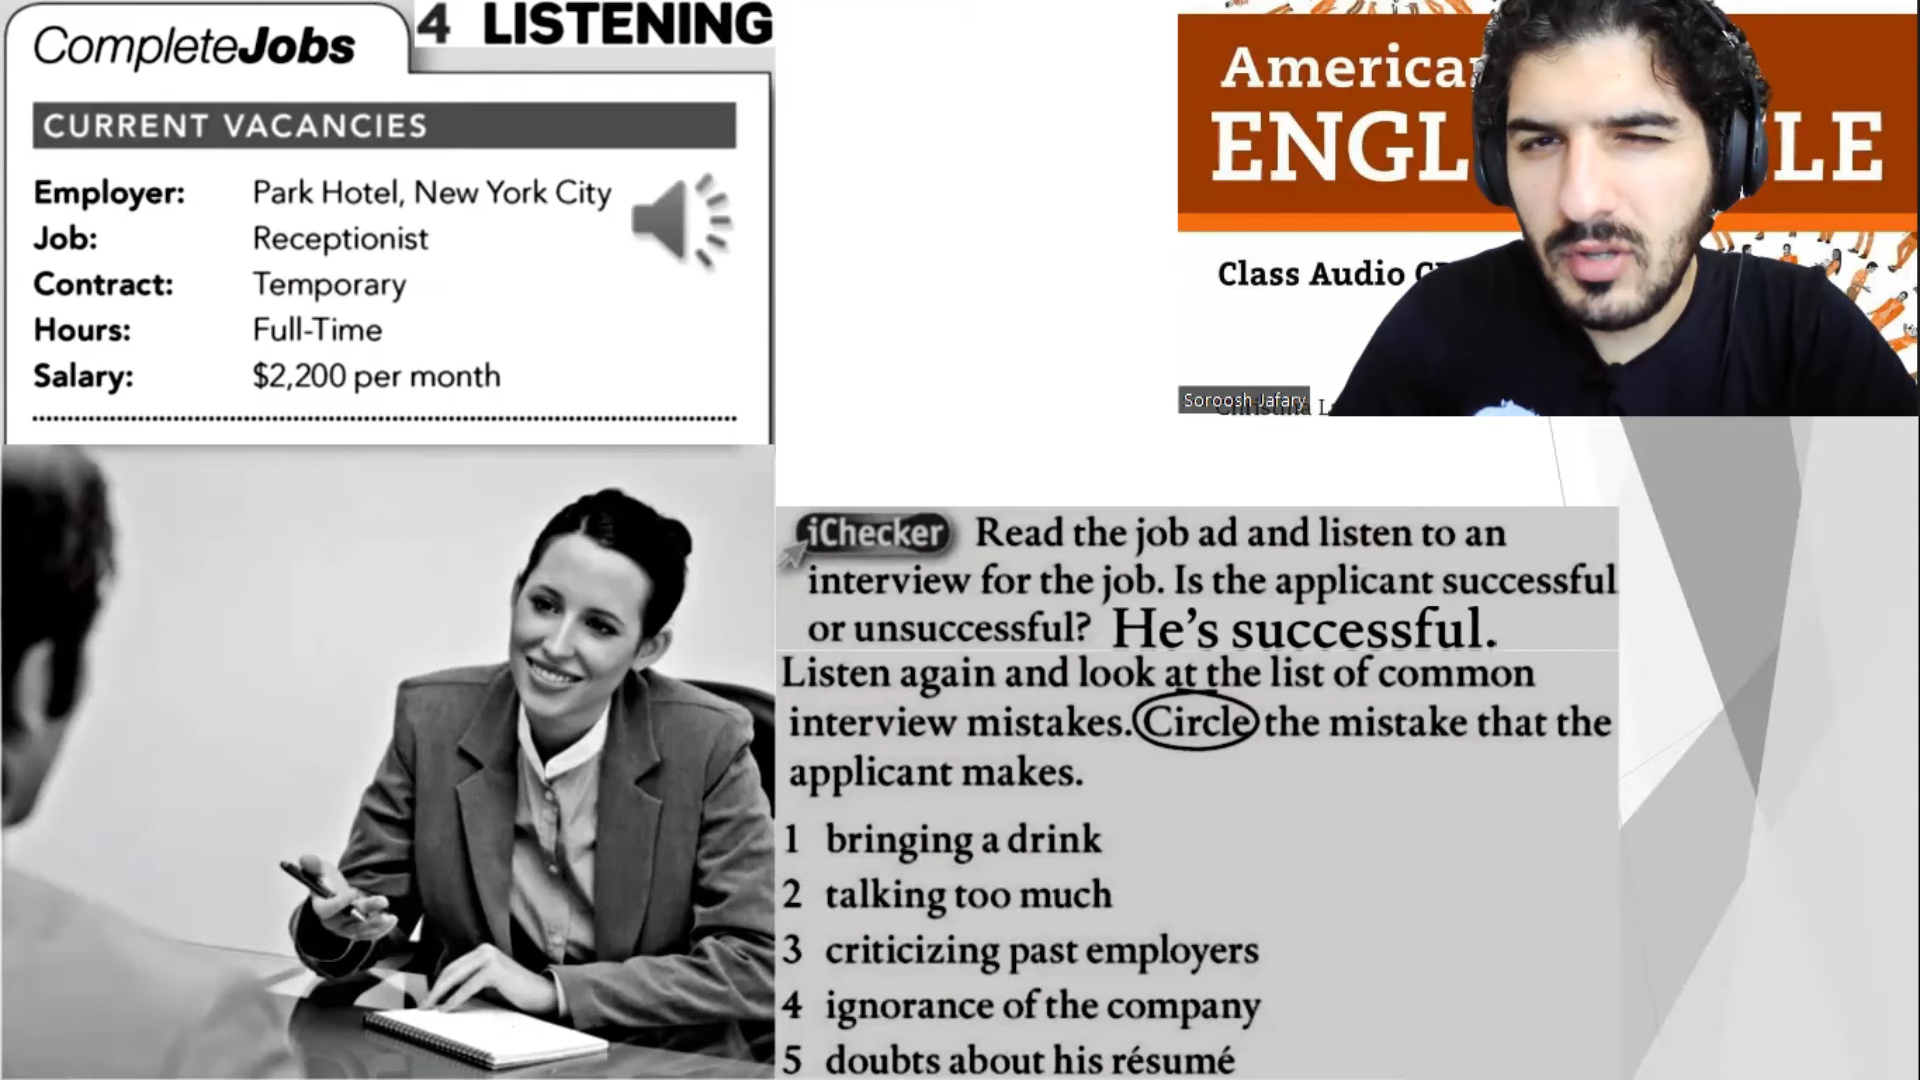 4 LISTENING
CompleteJobs
CURRENT VACANCIES
Employer: Park Hotel, New York City
Job: Receptionist
Contract: Temporary
Hours: Full-Time
Salary: $2,200 per month
Class Audio
Soroosh Jafary
iChecker Read the job ad and listen to an
interview for the job. Is the applicant successful
or unsuccessful? He's successful.
Listen again and look at the list of common
interview mistakes. Circle the mistake that the
applicant makes.
1 bringing a drink
2 talking too much
3 criticizing past employers
4 ignorance of the company
5 doubts about his résumé